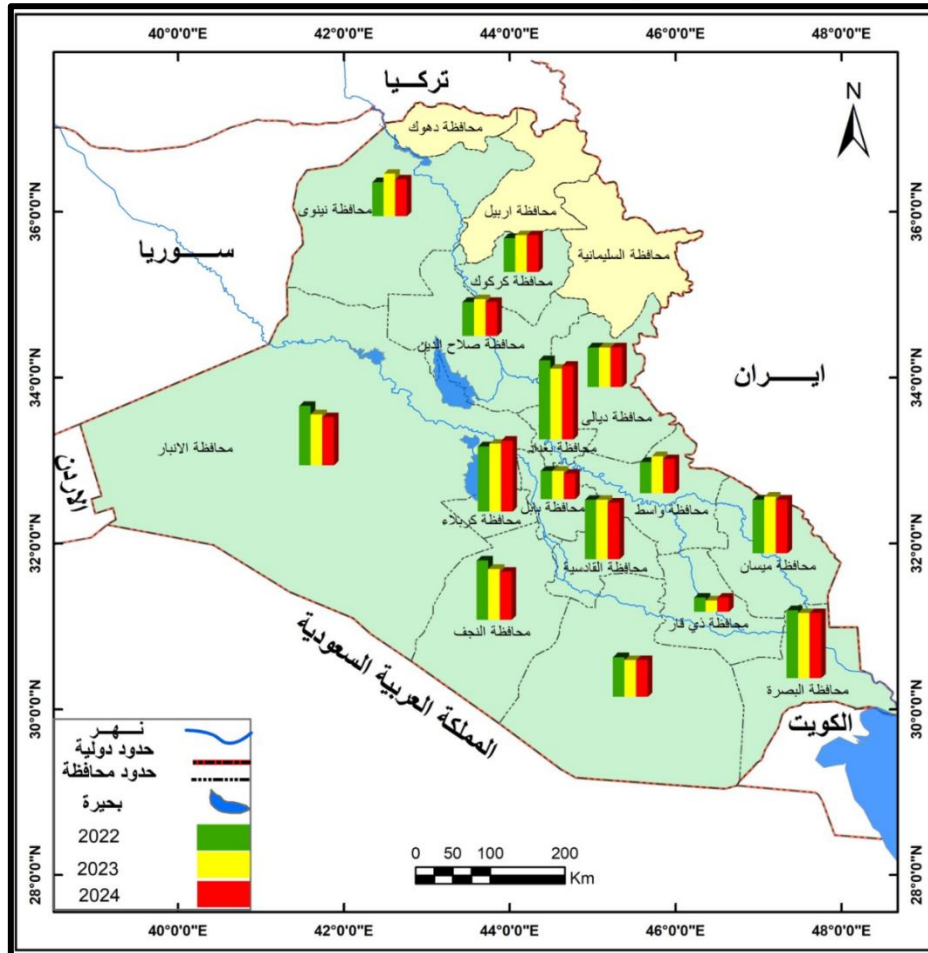 40°0'0"E 42°0'0"E 44°0'0"E 46°0'0"E 48°0'0"E
تركـــيا
N
محافظة دهوك
36°0'0"N 36°0'0"N
محافظة نينوى
محافظة اربيل
محافظة السليمانية
ســـوريا
محافظة كركوك
محافظة صلاح الدين
34°0'0"N 34°0'0"N
ايـــران
محافظة ديالى
محافظة بغداد
محافظة الانبار
الاردن
محافظة واسط
محافظة بابل
محافظة كربلاء
32°0'0"N 32°0'0"N
محافظة القادسية
محافظة ميسان
محافظة ذي قار
محافظة النجف
المملكة العربية السعودية
محافظة البصرة
30°0'0"N 30°0'0"N
الكويت
نـــهـــر
حدود دولية
حدود محافظة
بحيرة
2022
2023
2024
0 50 100 200
Km
28°0'0"N 28°0'0"N
40°0'0"E 42°0'0"E 44°0'0"E 46°0'0"E 48°0'0"E